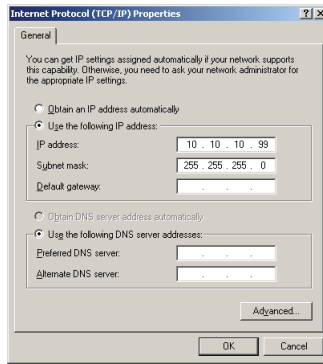 Internet Protocol (TCP/IP) Properties
General
You can get IP settings assigned automatically if your network supports
this capability. Otherwise, you need to ask your network administrator for
the appropriate IP settings.
Obtain an IP address automatically
Use the following IP address:
IP address: 10 . 10 . 10 . 99
Subnet mask: 255 . 255 . 255 . 0
Default gateway: . . .
Obtain DNS server address automatically
Use the following DNS server addresses:
Preferred DNS server: . . .
Alternate DNS server: . . .
Advanced...
OK Cancel